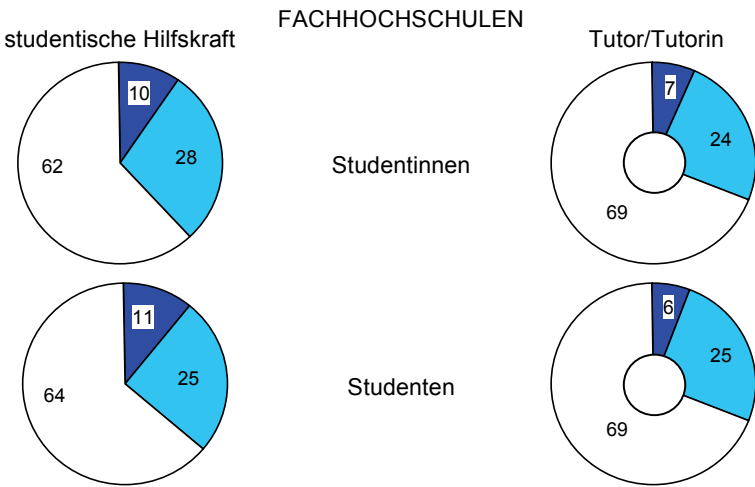 FACHHOCHSCHULEN
studentische Hilfskraft
Tutor/Tutorin
10
28
62
Studentinnen
7
24
69
11
25
64
Studenten
6
25
69